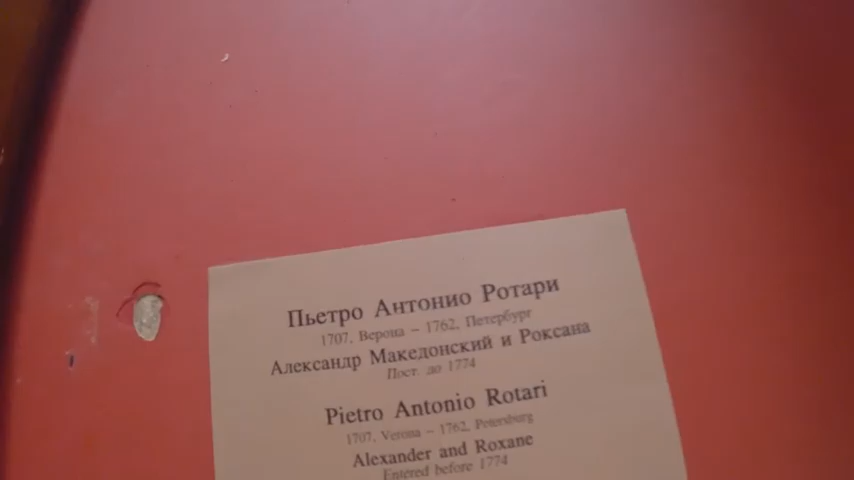 Пьетро Антонио Ротари
1707, Верона – 1762, Петербург
Александр Македонский и Роксана
Пост. до 1774
Pietro Antonio Rotari
1707, Verona – 1762, Petersburg
Alexander and Roxane
Entered before 1774